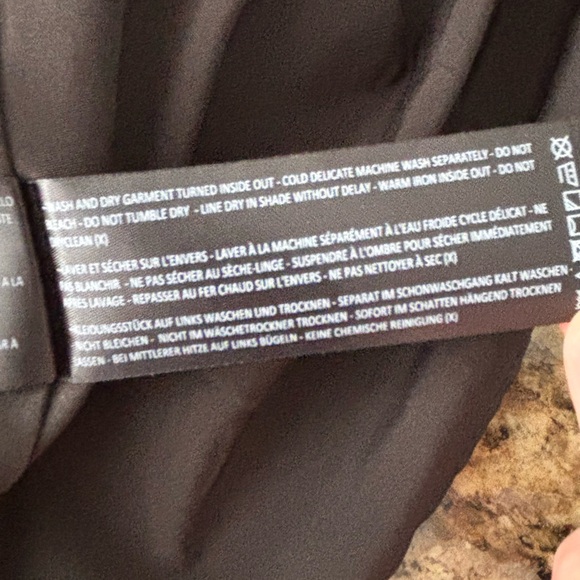 WASH AND DRY GARMENT TURNED INSIDE OUT - COLD DELICATE MACHINE WASH SEPARATELY - DO NOT
BLEACH - DO NOT TUMBLE DRY - LINE DRY IN SHADE WITHOUT DELAY - WARM IRON INSIDE OUT - DO NOT
DRYCLEAN (X)
LAVER ET SÉCHER SUR L'ENVERS - LAVER À LA MACHINE SÉPARÉMENT À L'EAU FROIDE CYCLE DÉLICAT - NE
PAS BLANCHIR - NE PAS SÉCHER AU SÈCHE-LINGE - SUSPENDRE À L'OMBRE POUR SÉCHER IMMÉDIATEMENT
APRÈS LAVAGE - REPASSER AU FER CHAUD SUR L'ENVERS - NE PAS NETTOYER À SEC (X)
KLEIDUNGSSTÜCK AUF LINKS WASCHEN UND TROCKNEN - SEPARAT IM SCHONWASCHGANG KALT WASCHEN -
NICHT BLEICHEN - NICHT IM WÄSCHETROCKNER TROCKNEN - SOFORT IM SCHATTEN HÄNGEND TROCKNEN
LASSEN - BEI MITTLERER HITZE AUF LINKS BÜGELN - KEINE CHEMISCHE REINIGUNG (X)
A LA